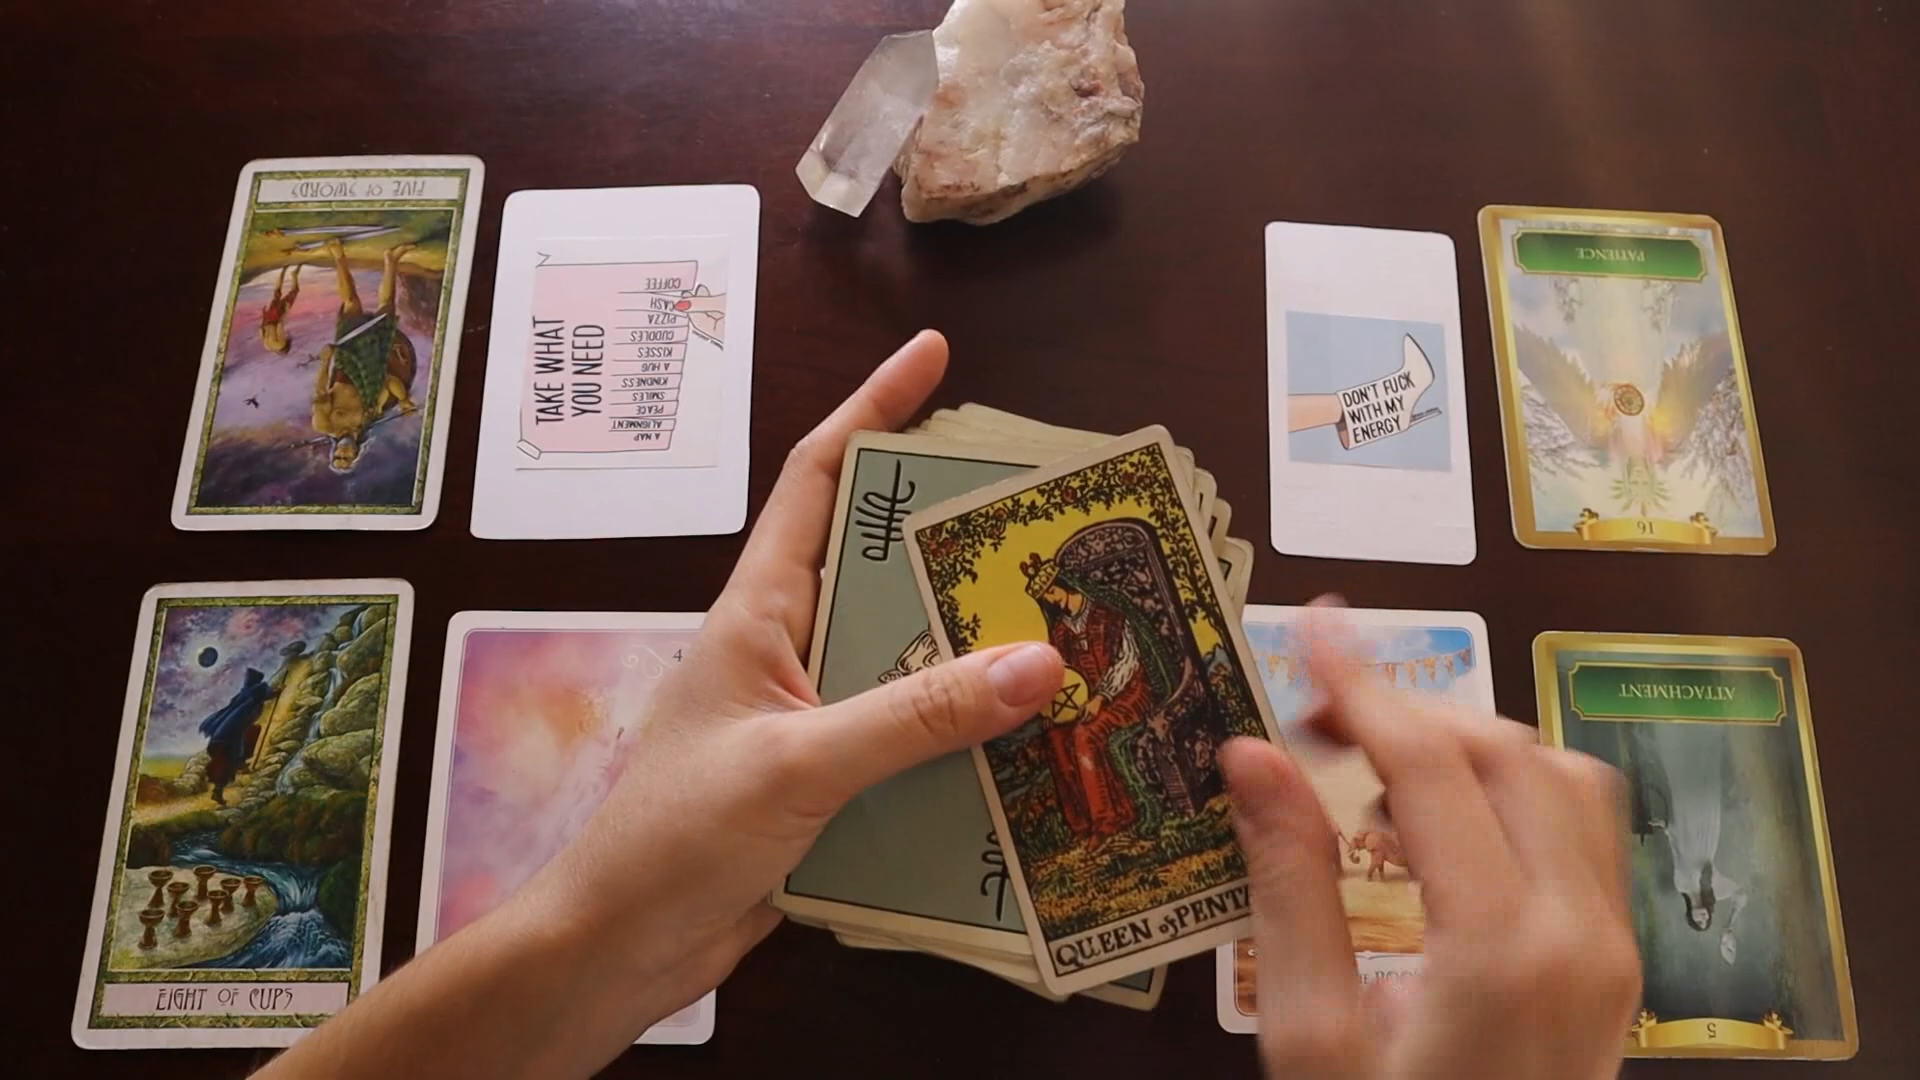 FIVE OF SWORDS
TAKE WHAT
YOU NEED
COFFEE
CASH
PIZZA
CUDDLES
KISSES
A HUG
KINDNESS
SMILES
PEACE
ALIGNMENT
A NAP
DON'T FUCK
WITH MY
ENERGY
PATIENCE
16
EIGHT OF CUPS
4
QUEEN of PENTA
ATTACHMENT
5